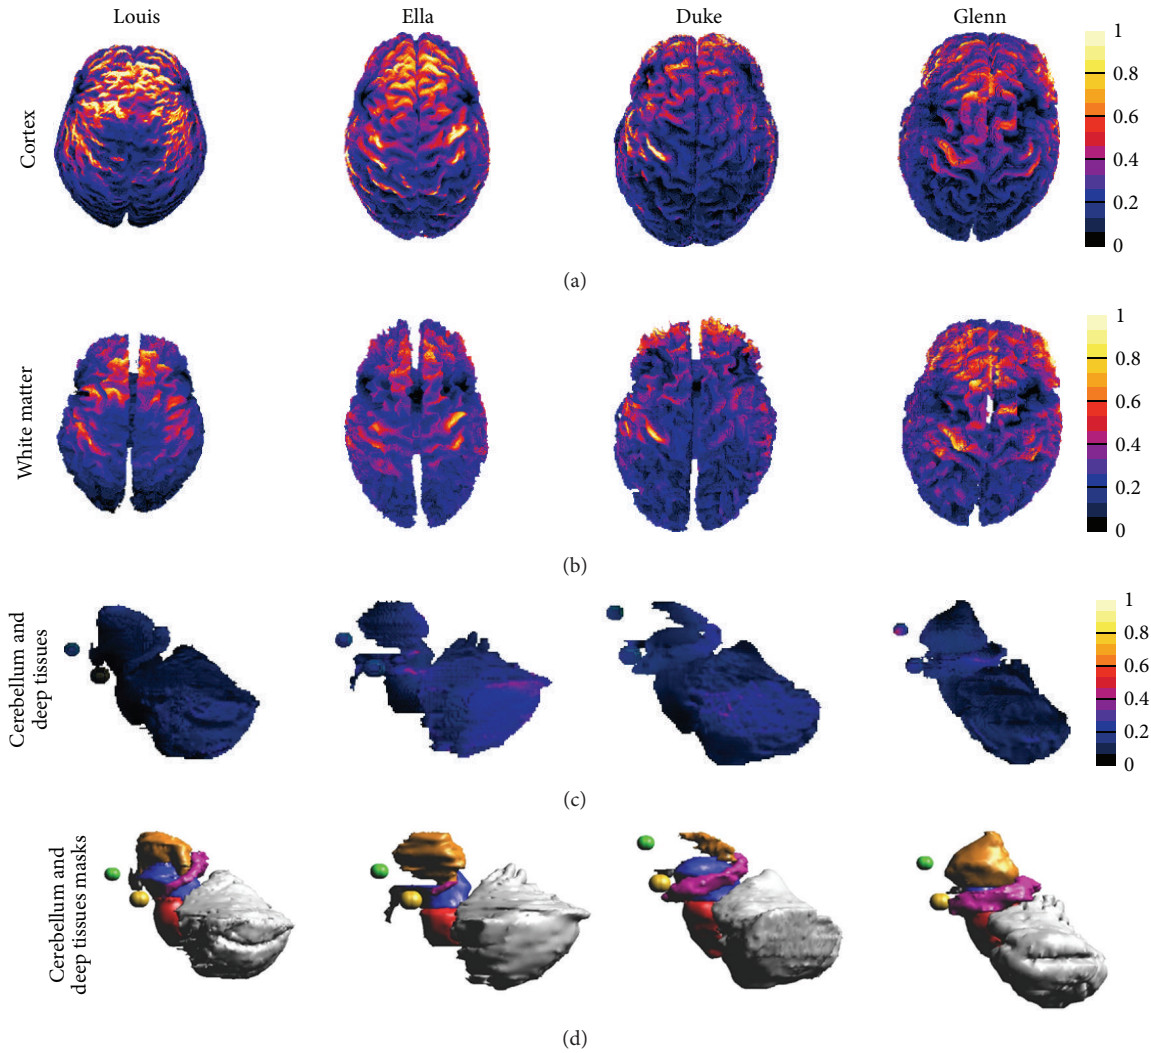 Louis Ella Duke Glenn
Cortex
1
0.8
0.6
0.4
0.2
0
(a)
White matter
1
0.8
0.6
0.4
0.2
0
(b)
Cerebellum and
deep tissues
1
0.8
0.6
0.4
0.2
0
(c)
Cerebellum and
deep tissues masks
(d)